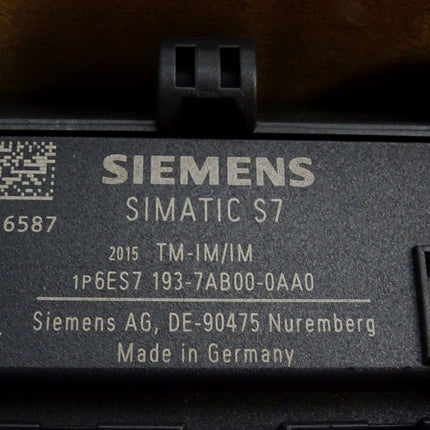 SIEMENS
6587
SIMATIC S7
2015 TM-IM/IM
1P6ES7 193-7AB00-0AA0
Siemens AG, DE-90475 Nuremberg
Made in Germany